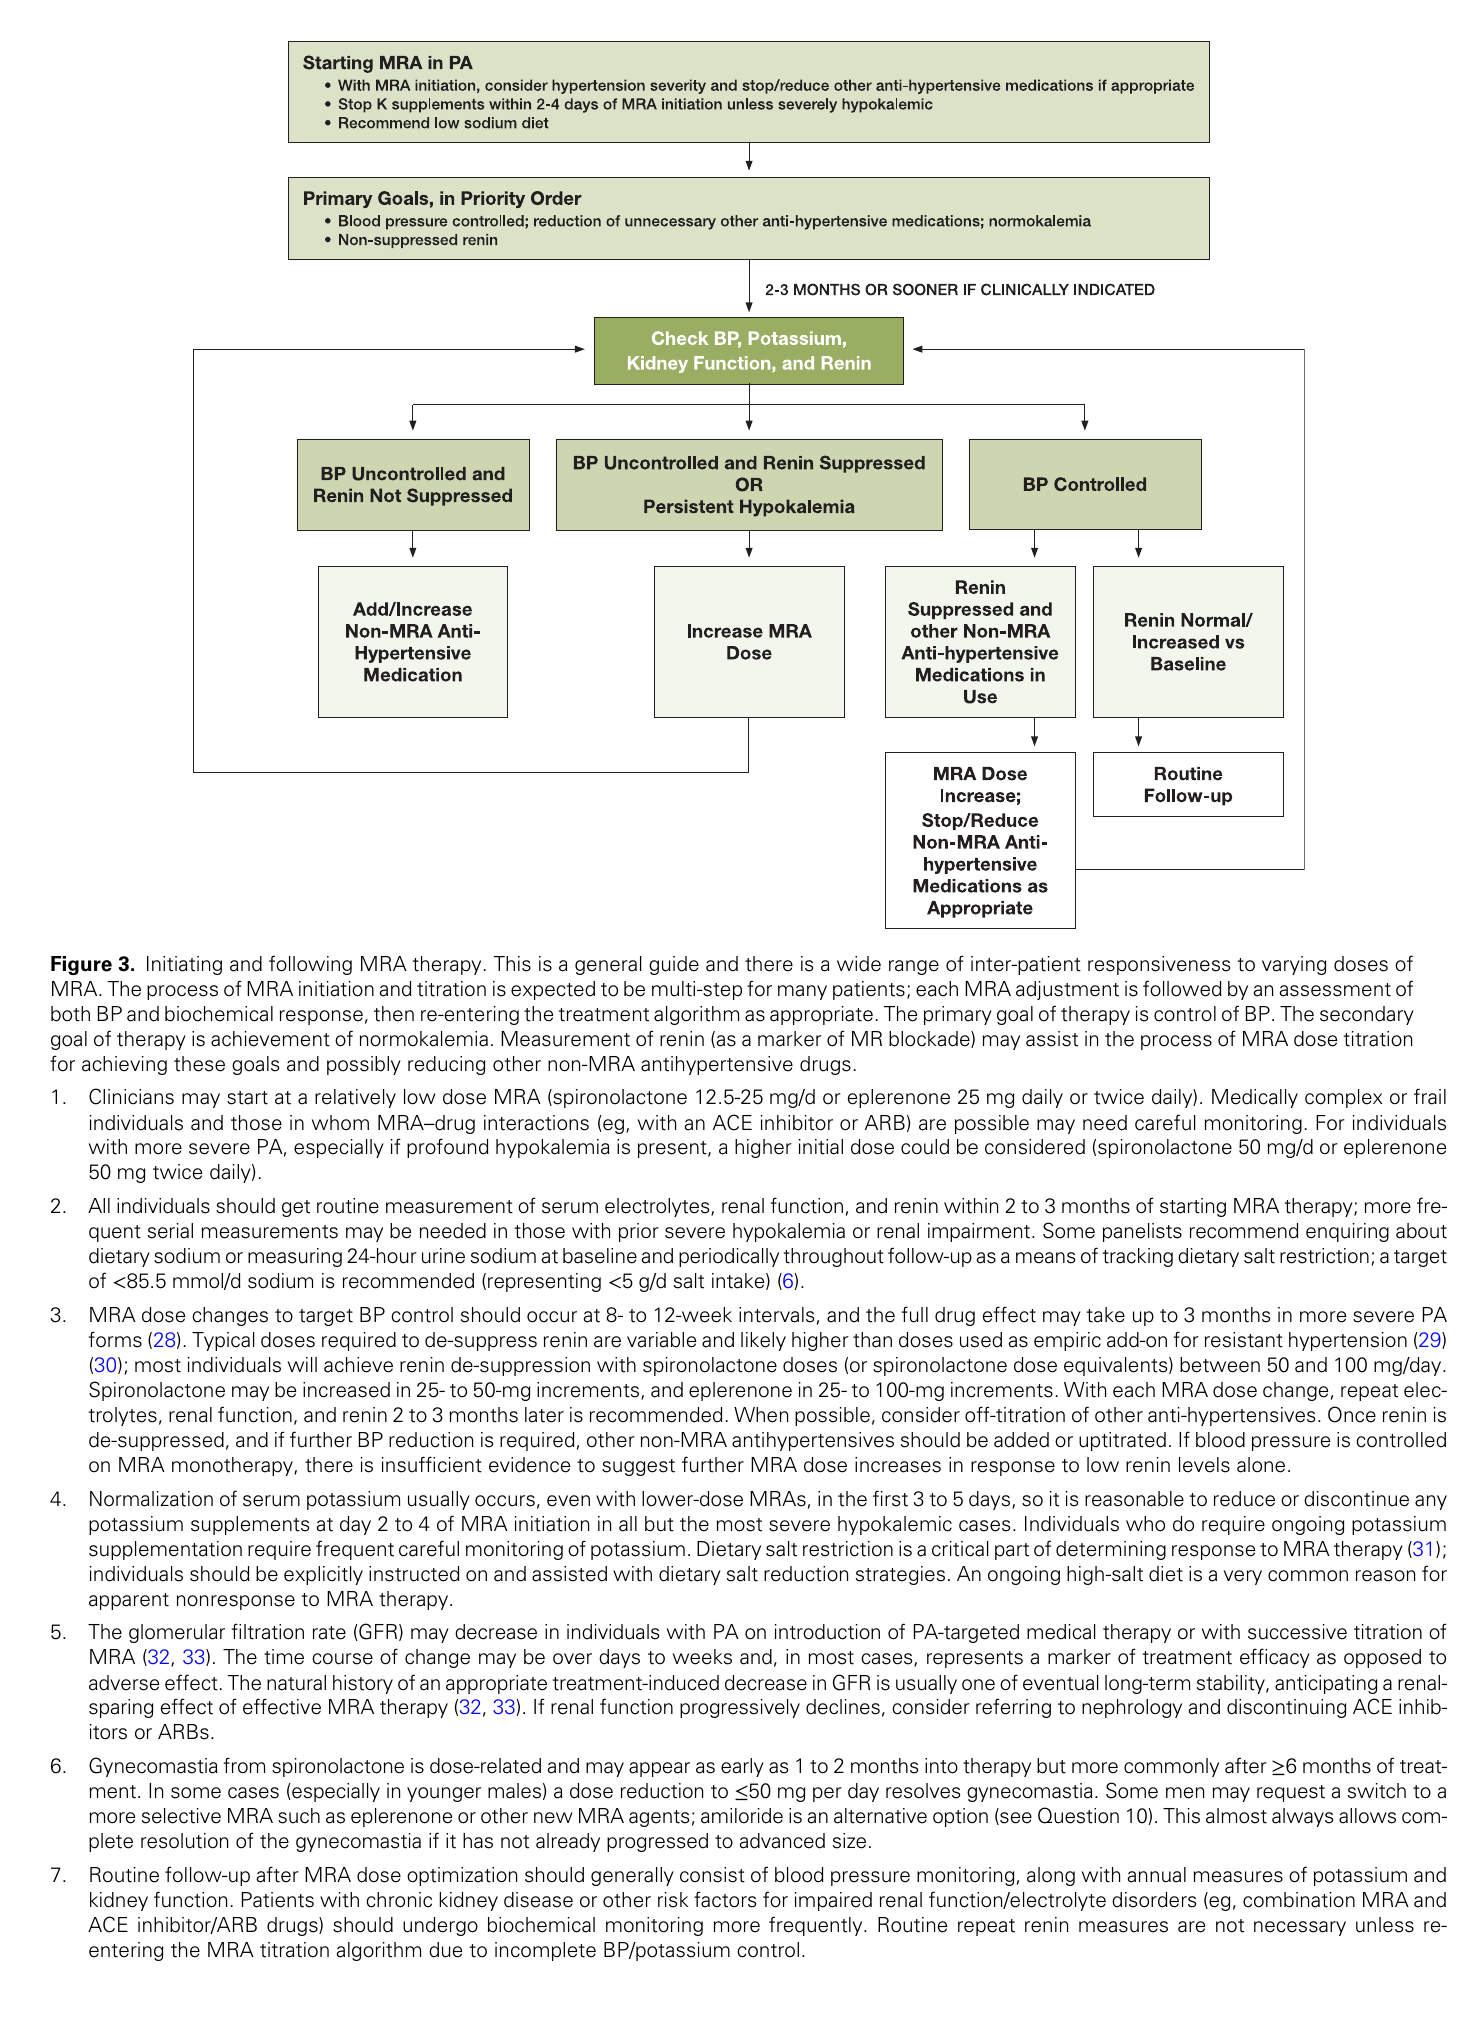 Starting MRA in PA
• With MRA initiation, consider hypertension severity and stop/reduce other anti-hypertensive medications if appropriate
• Stop K supplements within 2-4 days of MRA initiation unless severely hypokalemic
• Recommend low sodium diet
Primary Goals, in Priority Order
• Blood pressure controlled; reduction of unnecessary other anti-hypertensive medications; normokalemia
• Non-suppressed renin
2-3 MONTHS OR SOONER IF CLINICALLY INDICATED
Check BP, Potassium,
Kidney Function, and Renin
BP Uncontrolled and
Renin Not Suppressed
BP Uncontrolled and Renin Suppressed
OR
Persistent Hypokalemia
BP Controlled
Add/Increase
Non-MRA Anti-
Hypertensive
Medication
Increase MRA
Dose
Renin
Suppressed and
other Non-MRA
Anti-hypertensive
Medications in
Use
Renin Normal/
Increased vs
Baseline
MRA Dose
Increase;
Stop/Reduce
Non-MRA Anti-
hypertensive
Medications as
Appropriate
Routine
Follow-up
Figure 3. Initiating and following MRA therapy. This is a general guide and there is a wide range of inter-patient responsiveness to varying doses of
MRA. The process of MRA initiation and titration is expected to be multi-step for many patients; each MRA adjustment is followed by an assessment of
both BP and biochemical response, then re-entering the treatment algorithm as appropriate. The primary goal of therapy is control of BP. The secondary
goal of therapy is achievement of normokalemia. Measurement of renin (as a marker of MR blockade) may assist in the process of MRA dose titration
for achieving these goals and possibly reducing other non-MRA antihypertensive drugs.
1. Clinicians may start at a relatively low dose MRA (spironolactone 12.5-25 mg/d or eplerenone 25 mg daily or twice daily). Medically complex or frail
individuals and those in whom MRA–drug interactions (eg, with an ACE inhibitor or ARB) are possible may need careful monitoring. For individuals
with more severe PA, especially if profound hypokalemia is present, a higher initial dose could be considered (spironolactone 50 mg/d or eplerenone
50 mg twice daily).
2. All individuals should get routine measurement of serum electrolytes, renal function, and renin within 2 to 3 months of starting MRA therapy; more fre-
quent serial measurements may be needed in those with prior severe hypokalemia or renal impairment. Some panelists recommend enquiring about
dietary sodium or measuring 24-hour urine sodium at baseline and periodically throughout follow-up as a means of tracking dietary salt restriction; a target
of <85.5 mmol/d sodium is recommended (representing <5 g/d salt intake) (6).
3. MRA dose changes to target BP control should occur at 8- to 12-week intervals, and the full drug effect may take up to 3 months in more severe PA
forms (28). Typical doses required to de-suppress renin are variable and likely higher than doses used as empiric add-on for resistant hypertension (29)
(30); most individuals will achieve renin de-suppression with spironolactone doses (or spironolactone dose equivalents) between 50 and 100 mg/day.
Spironolactone may be increased in 25- to 50-mg increments, and eplerenone in 25- to 100-mg increments. With each MRA dose change, repeat elec-
trolytes, renal function, and renin 2 to 3 months later is recommended. When possible, consider off-titration of other anti-hypertensives. Once renin is
de-suppressed, and if further BP reduction is required, other non-MRA antihypertensives should be added or uptitrated. If blood pressure is controlled
on MRA monotherapy, there is insufficient evidence to suggest further MRA dose increases in response to low renin levels alone.
4. Normalization of serum potassium usually occurs, even with lower-dose MRAs, in the first 3 to 5 days, so it is reasonable to reduce or discontinue any
potassium supplements at day 2 to 4 of MRA initiation in all but the most severe hypokalemic cases. Individuals who do require ongoing potassium
supplementation require frequent careful monitoring of potassium. Dietary salt restriction is a critical part of determining response to MRA therapy (31);
individuals should be explicitly instructed on and assisted with dietary salt reduction strategies. An ongoing high-salt diet is a very common reason for
apparent nonresponse to MRA therapy.
5. The glomerular filtration rate (GFR) may decrease in individuals with PA on introduction of PA-targeted medical therapy or with successive titration of
MRA (32, 33). The time course of change may be over days to weeks and, in most cases, represents a marker of treatment efficacy as opposed to
adverse effect. The natural history of an appropriate treatment-induced decrease in GFR is usually one of eventual long-term stability, anticipating a renal-
sparing effect of effective MRA therapy (32, 33). If renal function progressively declines, consider referring to nephrology and discontinuing ACE inhib-
itors or ARBs.
6. Gynecomastia from spironolactone is dose-related and may appear as early as 1 to 2 months into therapy but more commonly after ≥6 months of treat-
ment. In some cases (especially in younger males) a dose reduction to ≤50 mg per day resolves gynecomastia. Some men may request a switch to a
more selective MRA such as eplerenone or other new MRA agents; amiloride is an alternative option (see Question 10). This almost always allows com-
plete resolution of the gynecomastia if it has not already progressed to advanced size.
7. Routine follow-up after MRA dose optimization should generally consist of blood pressure monitoring, along with annual measures of potassium and
kidney function. Patients with chronic kidney disease or other risk factors for impaired renal function/electrolyte disorders (eg, combination MRA and
ACE inhibitor/ARB drugs) should undergo biochemical monitoring more frequently. Routine repeat renin measures are not necessary unless re-
entering the MRA titration algorithm due to incomplete BP/potassium control.